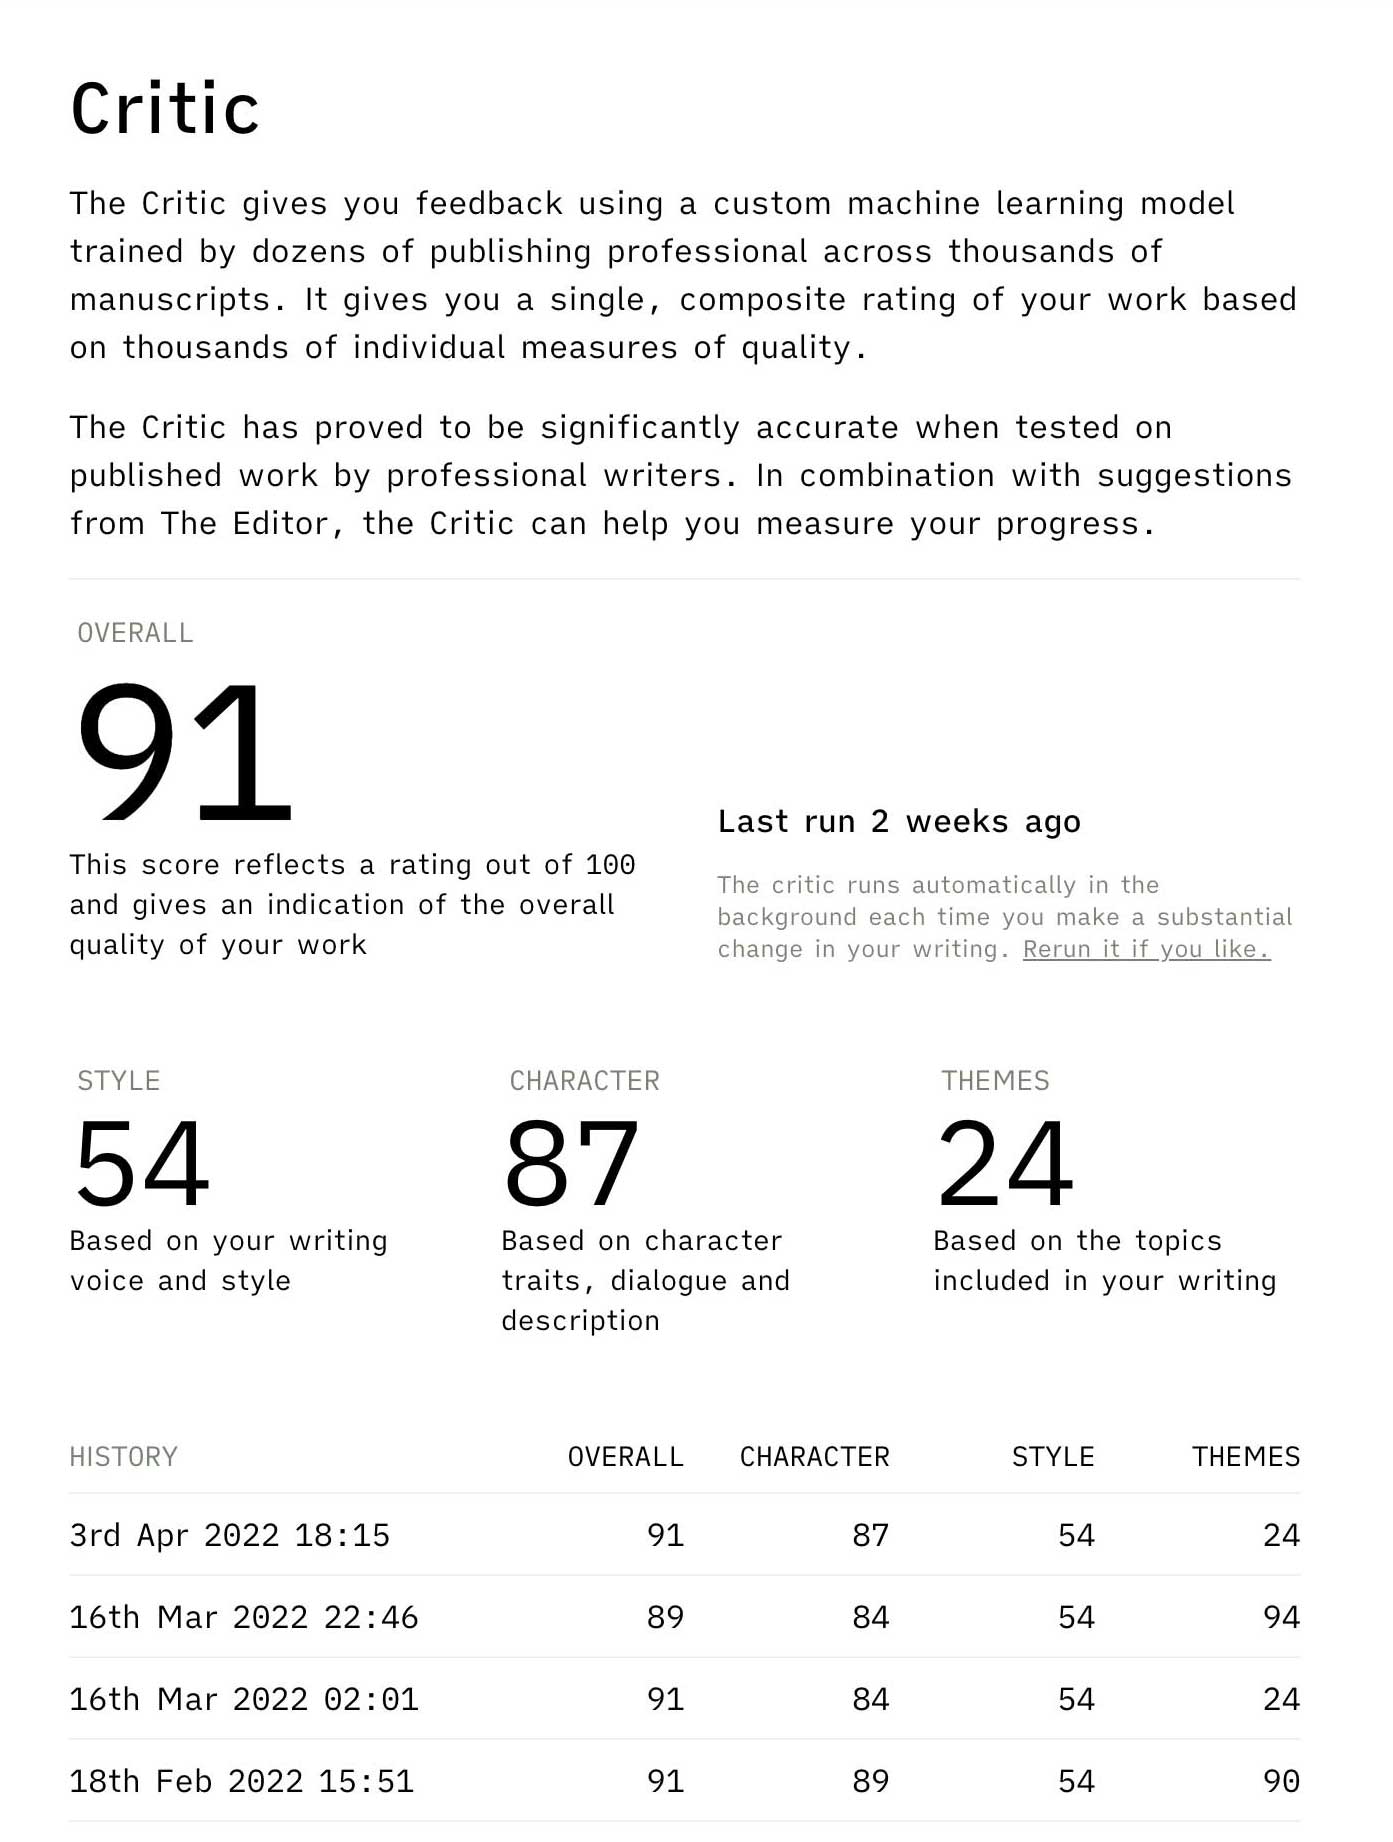 Critic
The Critic gives you feedback using a custom machine learning model
trained by dozens of publishing professional across thousands of
manuscripts. It gives you a single, composite rating of your work based
on thousands of individual measures of quality.
The Critic has proved to be significantly accurate when tested on
published work by professional writers. In combination with suggestions
from The Editor, the Critic can help you measure your progress.
OVERALL
91
This score reflects a rating out of 100
and gives an indication of the overall
quality of your work
Last run 2 weeks ago
The critic runs automatically in the
background each time you make a substantial
change in your writing. Rerun it if you like.
STYLE
54
Based on your writing
voice and style
CHARACTER
87
Based on character
traits, dialogue and
description
THEMES
24
Based on the topics
included in your writing
HISTORY OVERALL CHARACTER STYLE THEMES
3rd Apr 2022 18:15 91 87 54 24
16th Mar 2022 22:46 89 84 54 94
16th Mar 2022 02:01 91 84 54 24
18th Feb 2022 15:51 91 89 54 90